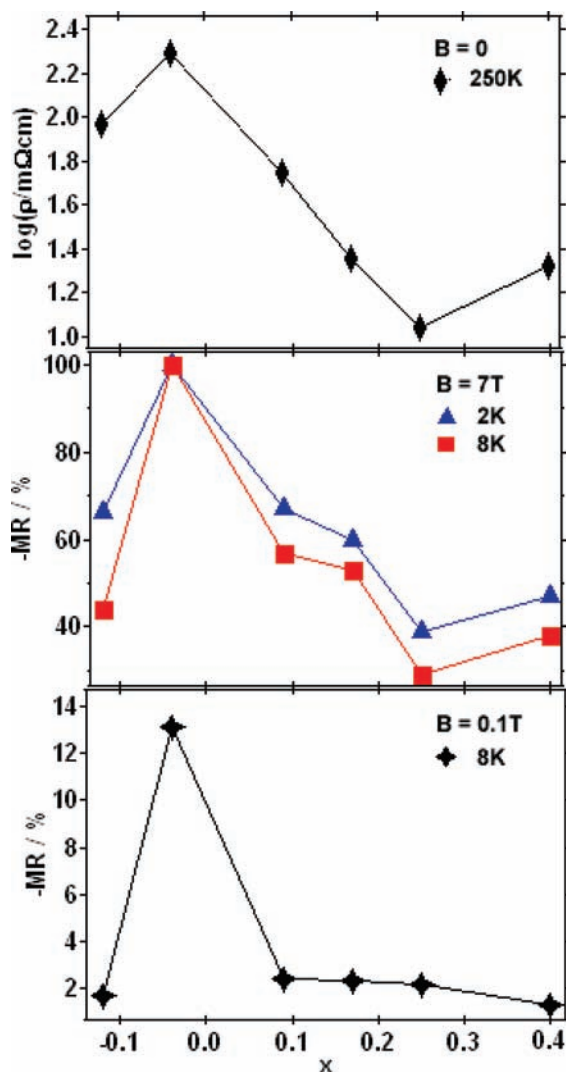 2.4
2.2
2.0
1.8
1.6
1.4
1.2
1.0
log(ρ/mΩcm)
B = 0
250K
100
80
60
40
-MR / %
B = 7T
2K
8K
14
12
10
8
6
4
2
-MR / %
B = 0.1T
8K
-0.1 0.0 0.1 0.2 0.3 0.4
x